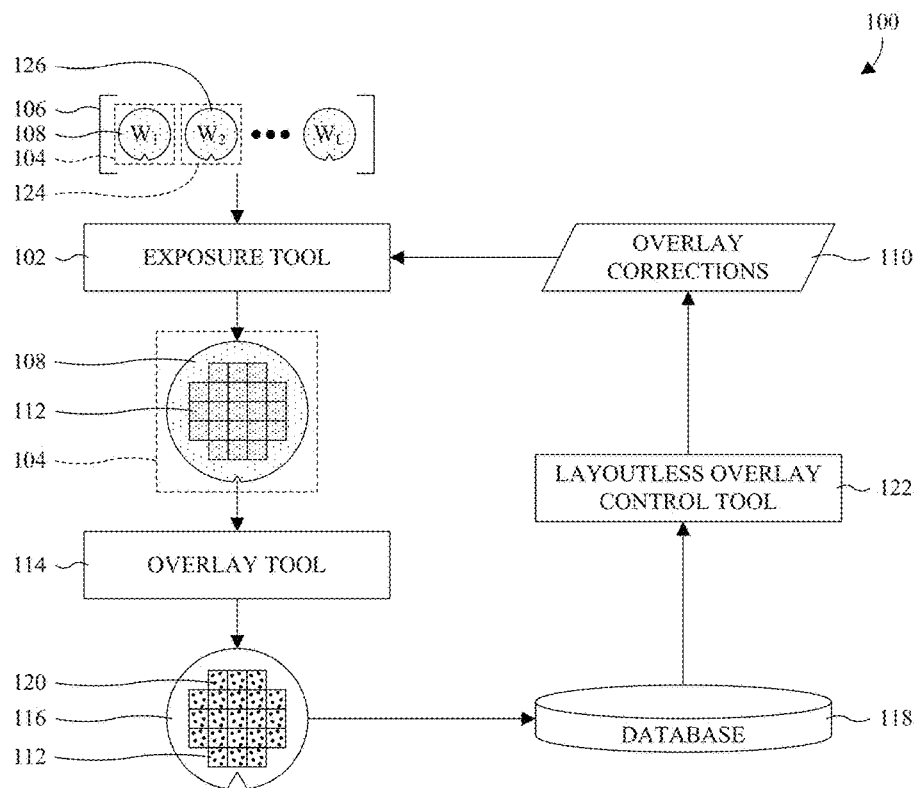 100
126
106
108
104
W1 W2 ••• WL
124
102
EXPOSURE TOOL
OVERLAY
CORRECTIONS
110
108
112
104
LAYOUTLESS OVERLAY
CONTROL TOOL
122
114
OVERLAY TOOL
120
116
112
DATABASE
118